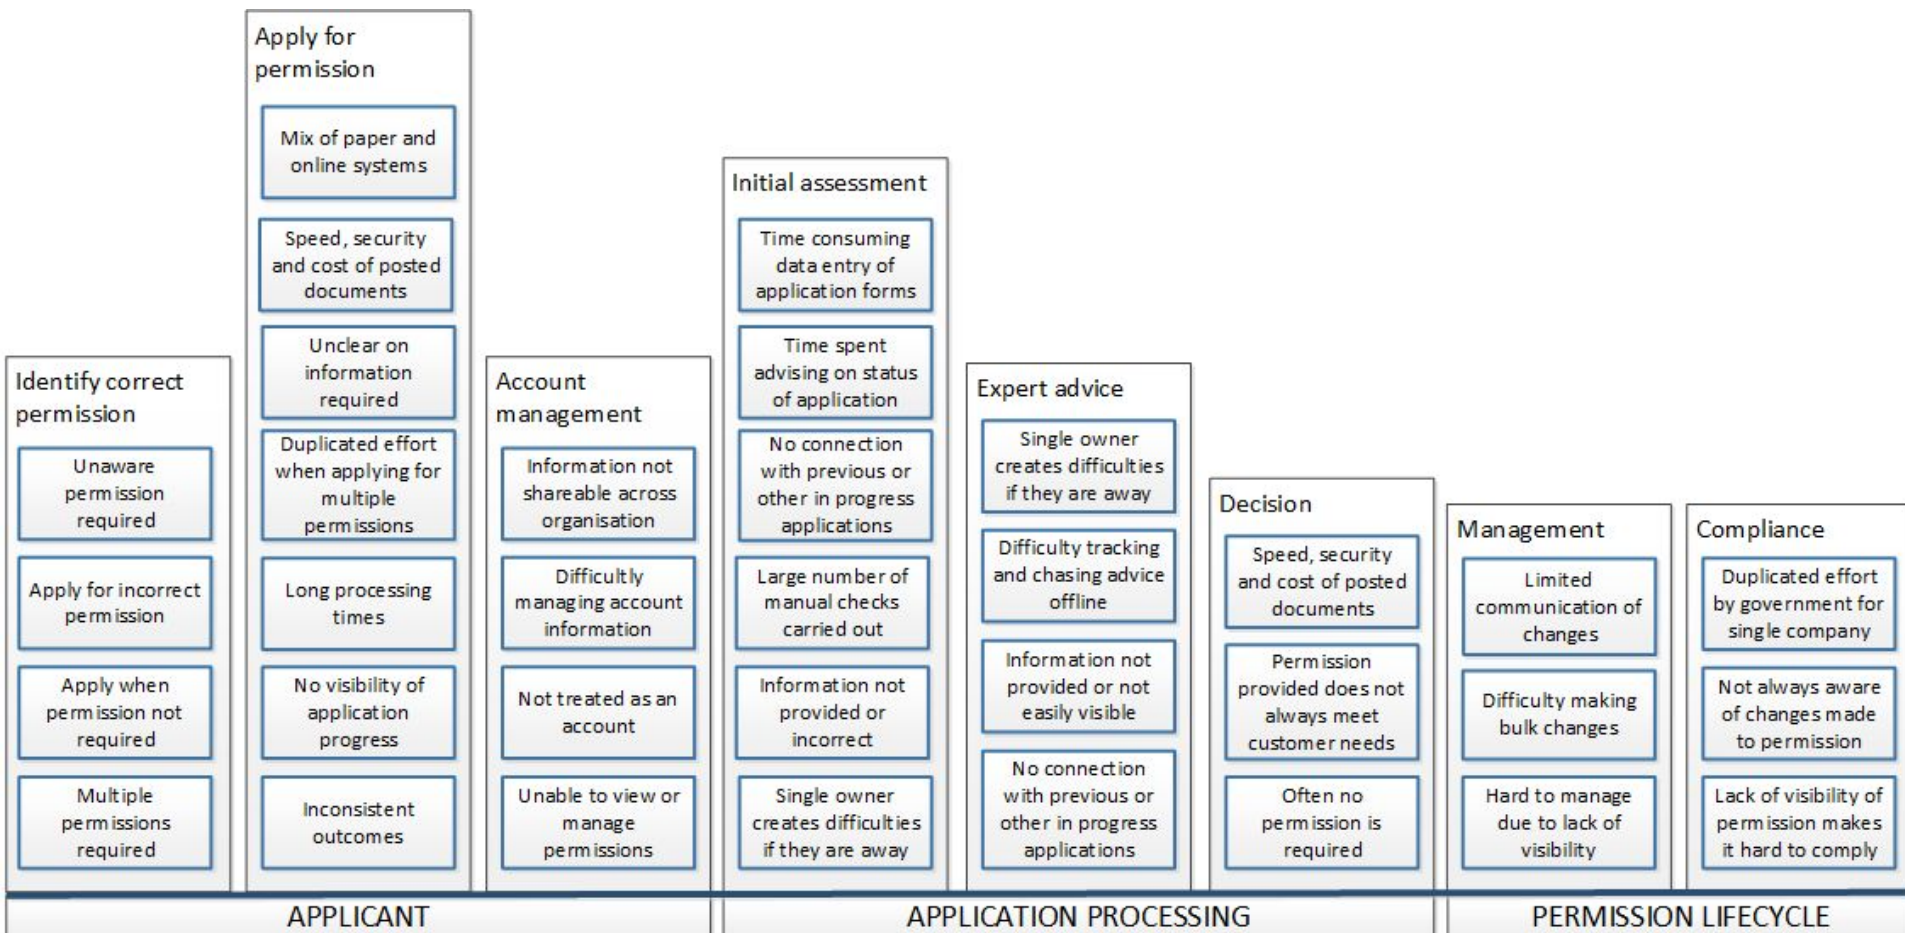 Identify correct
permission
Unaware
permission
required
Apply for incorrect
permission
Apply when
permission not
required
Multiple
permissions
required
Apply for
permission
Mix of paper and
online systems
Speed, security
and cost of posted
documents
Unclear on
information
required
Duplicated effort
when applying for
multiple
permissions
Long processing
times
No visibility of
application
progress
Inconsistent
outcomes
Account
management
Information not
shareable across
organisation
Difficultly
managing account
information
Not treated as an
account
Unable to view or
manage
permissions
APPLICANT
Initial assessment
Time consuming
data entry of
application forms
Time spent
advising on status
of application
No connection
with previous or
other in progress
applications
Large number of
manual checks
carried out
Information not
provided or
incorrect
Single owner
creates difficulties
if they are away
Expert advice
Single owner
creates difficulties
if they are away
Difficulty tracking
and chasing advice
offline
Information not
provided or not
easily visible
No connection
with previous or
other in progress
applications
Decision
Speed, security
and cost of posted
documents
Permission
provided does not
always meet
customer needs
Often no
permission is
required
APPLICATION PROCESSING
Management
Limited
communication of
changes
Difficulty making
bulk changes
Hard to manage
due to lack of
visibility
Compliance
Duplicated effort
by government for
single company
Not always aware
of changes made
to permission
Lack of visibility of
permission makes
it hard to comply
PERMISSION LIFECYCLE